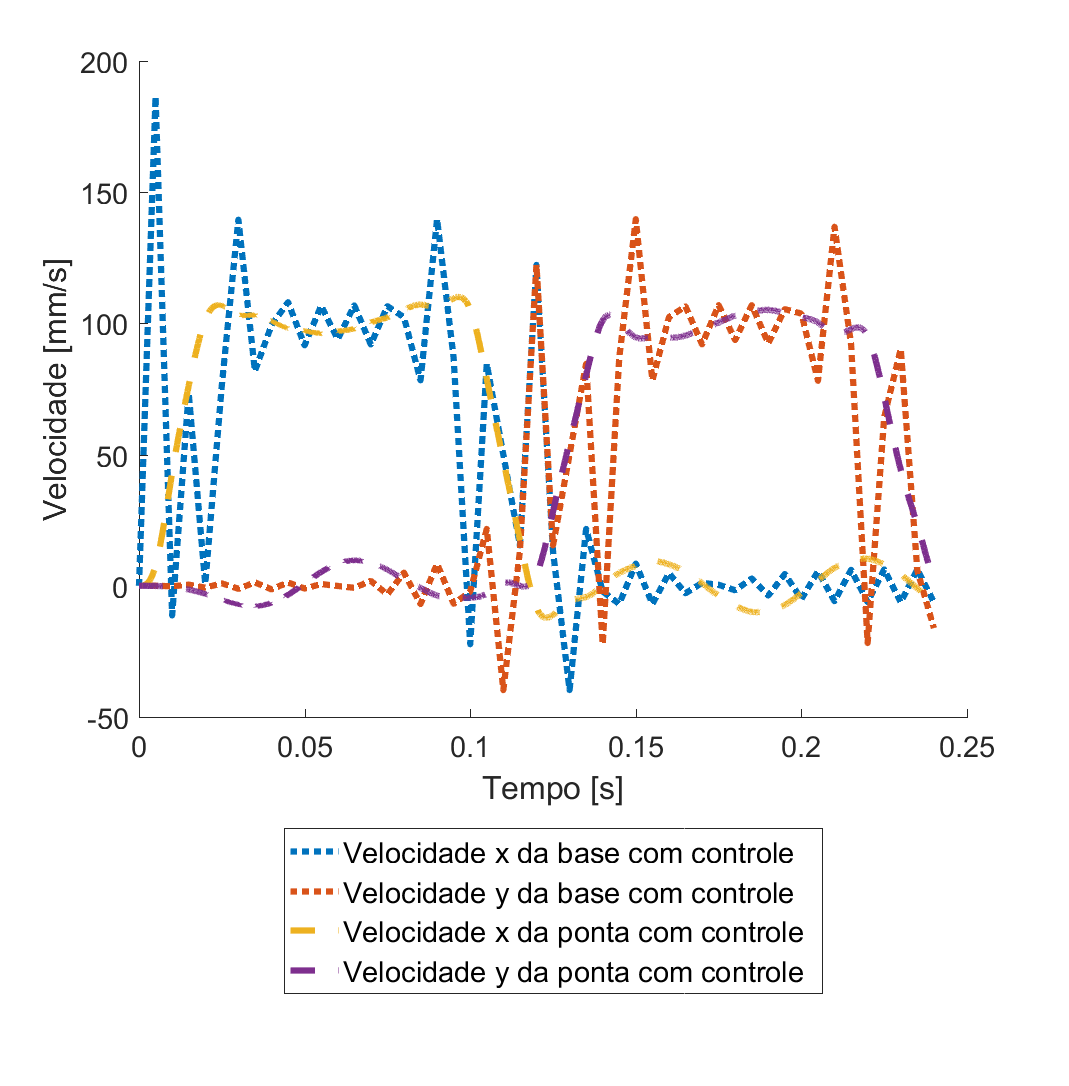 200
150
100
50
0
-50
Velocidade [mm/s]
0 0.05 0.1 0.15 0.2 0.25
Tempo [s]
Velocidade x da base com controle
Velocidade y da base com controle
Velocidade x da ponta com controle
Velocidade y da ponta com controle